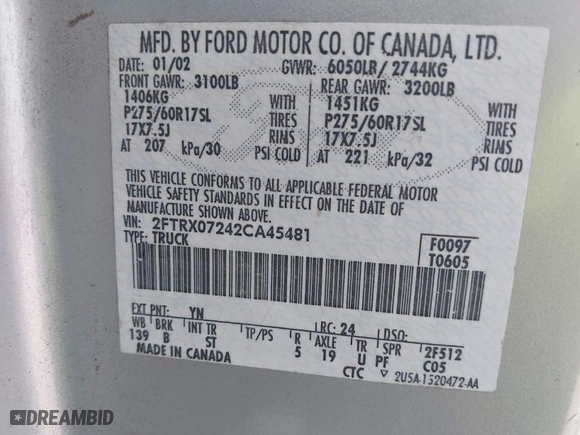 MFD. BY FORD MOTOR CO. OF CANADA, LTD.
DATE: 01/02 GVWR: 6050LB/ 2744KG
FRONT GAWR: 3100LB REAR GAWR: 3200LB
1406KG WITH 1451KG WITH
P275/60R17SL TIRES P275/60R17SL TIRES
17X7.5J RIMS 17X7.5J RIMS
AT 207 kPa/30 PSI COLD AT 221 kPa/32 PSI COLD
THIS VEHICLE CONFORMS TO ALL APPLICABLE FEDERAL MOTOR
VEHICLE SAFETY STANDARDS IN EFFECT ON THE DATE OF
MANUFACTURE SHOWN ABOVE.
VIN: 2FTRX07242CA45481
TYPE: TRUCK
F0097
T0605
EXT PNT: YN RC: 24 DSO:
WB BRK INT TR TP/PS R AXLE TR SPR 2F512
139 B ST 5 19 U PF C05
MADE IN CANADA CTC 2U5A-1520472-AA
DREAMBID